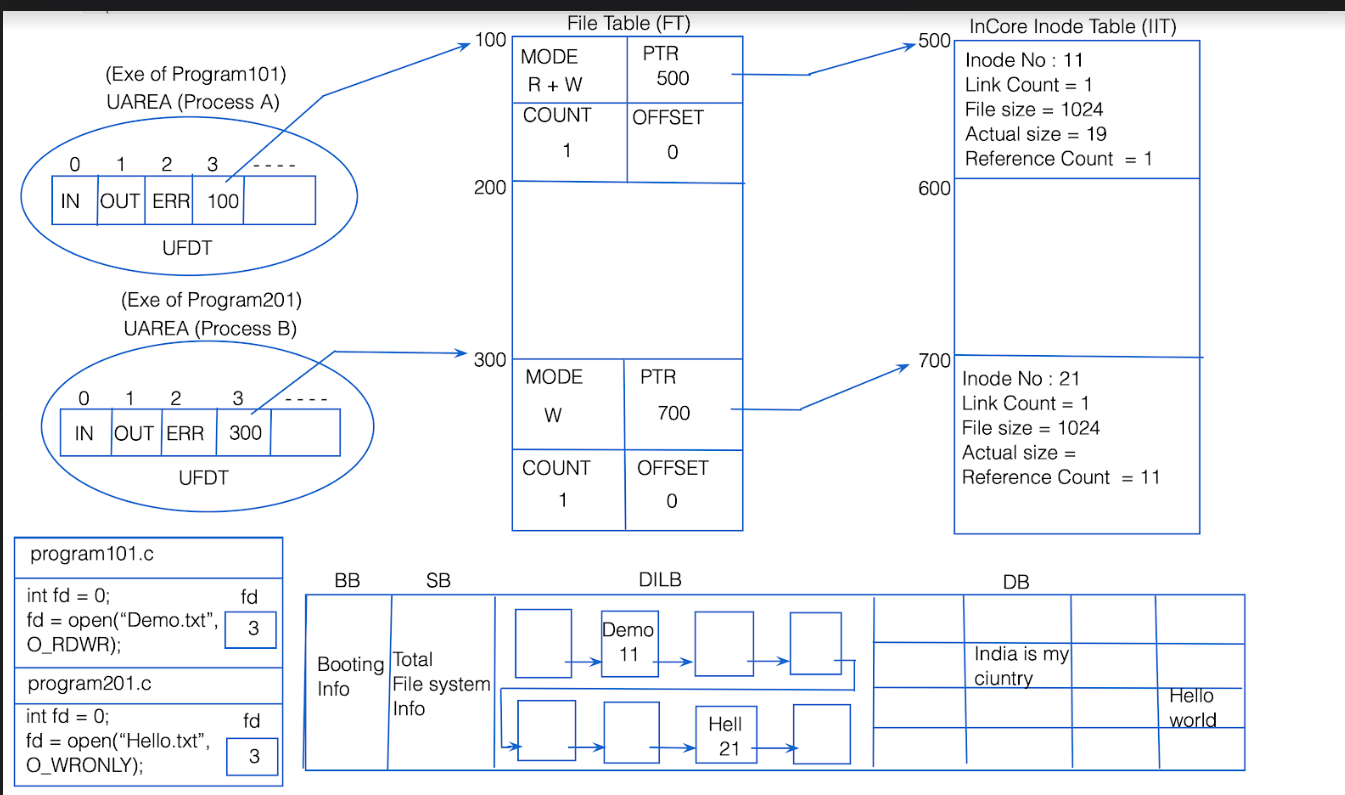 File Table (FT)
InCore Inode Table (IIT)
(Exe of Program101)
UAREA (Process A)
0 1 2 3 ----
IN OUT ERR 100
UFDT
(Exe of Program201)
UAREA (Process B)
0 1 2 3 ----
IN OUT ERR 300
UFDT
100
MODE PTR
R + W 500
COUNT OFFSET
1 0
200
300
MODE PTR
W 700
COUNT OFFSET
1 0
500
Inode No : 11
Link Count = 1
File size = 1024
Actual size = 19
Reference Count = 1
600
700
Inode No : 21
Link Count = 1
File size = 1024
Actual size =
Reference Count = 11
program101.c
int fd = 0; fd
fd = open(“Demo.txt”, 3
O_RDWR);
program201.c
int fd = 0; fd
fd = open(“Hello.txt”, 3
O_WRONLY);
BB SB DILB DB
Booting
Info
Total
File system
Info
Demo
11
Hell
21
India is my
ciuntry
Hello
world